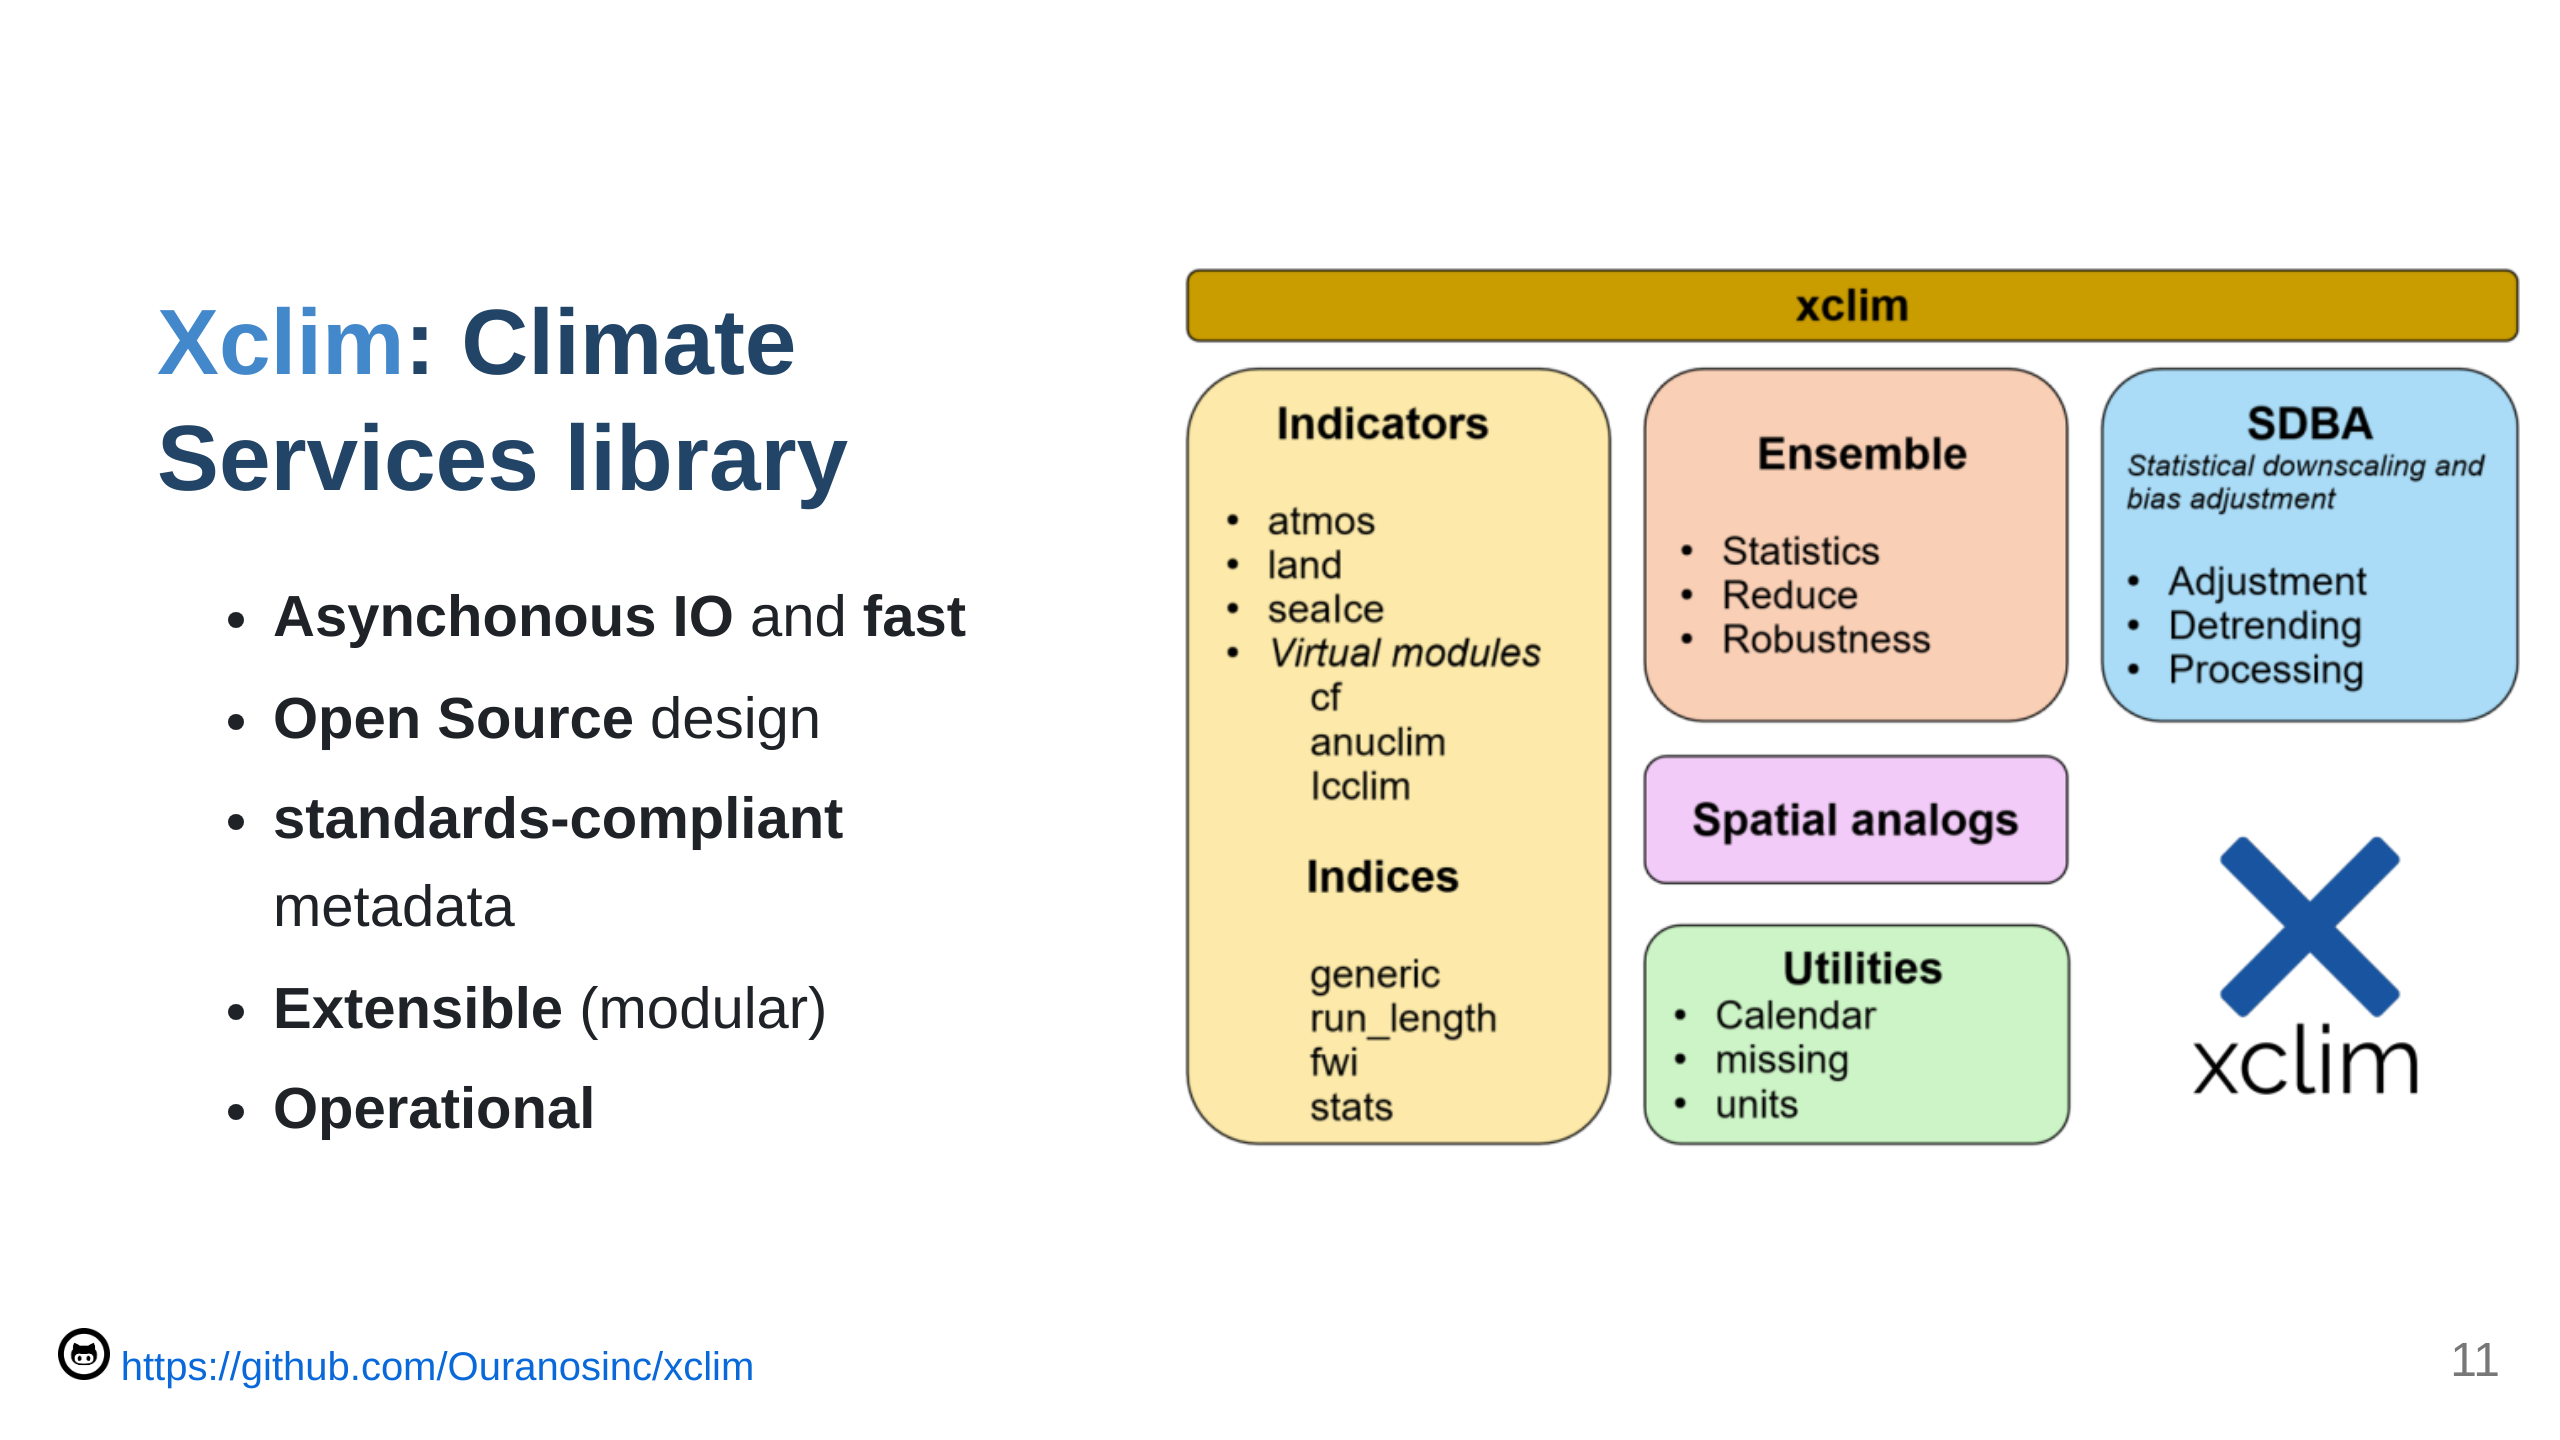 Xclim: Climate
Services library
• Asynchonous IO and fast
• Open Source design
• standards-compliant
metadata
• Extensible (modular)
• Operational
xclim
Indicators
• atmos
• land
• seaIce
• Virtual modules
cf
anuclim
Icclim
Indices
generic
run_length
fwi
stats
Ensemble
• Statistics
• Reduce
• Robustness
SDBA
Statistical downscaling and
bias adjustment
• Adjustment
• Detrending
• Processing
Spatial analogs
Utilities
• Calendar
• missing
• units
xclim
https://github.com/Ouranosinc/xclim
11